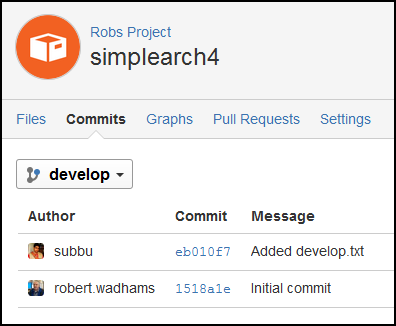 Robs Project
simplearch4
Files Commits Graphs Pull Requests Settings
develop
Author Commit Message
subbu eb010f7 Added develop.txt
robert.wadhams 1518a1e Initial commit